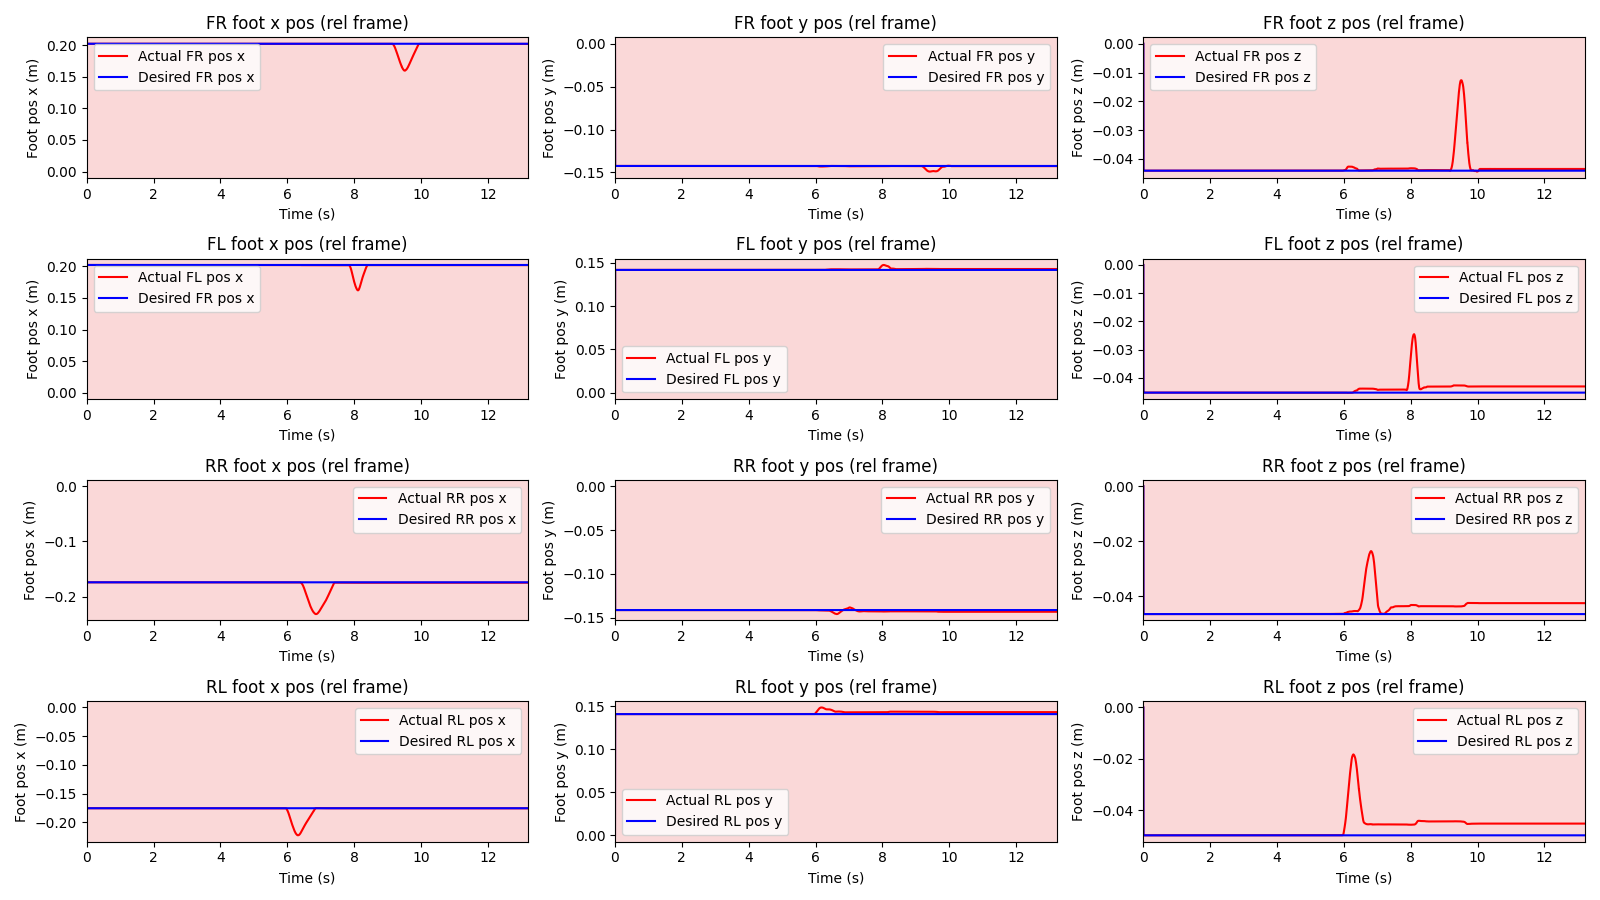 FR foot x pos (rel frame)
FR foot y pos (rel frame)
FR foot z pos (rel frame)
Foot pos x (m)
0.20
0.15
0.10
0.05
0.00
Actual FR pos x
Desired FR pos x
0 2 4 6 8 10 12
Time (s)
Foot pos y (m)
0.00
−0.05
−0.10
−0.15
Actual FR pos y
Desired FR pos y
0 2 4 6 8 10 12
Time (s)
Foot pos z (m)
0.00
−0.01
−0.02
−0.03
−0.04
Actual FR pos z
Desired FR pos z
0 2 4 6 8 10 12
Time (s)
FL foot x pos (rel frame)
FL foot y pos (rel frame)
FL foot z pos (rel frame)
Foot pos x (m)
0.20
0.15
0.10
0.05
0.00
Actual FL pos x
Desired FR pos x
0 2 4 6 8 10 12
Time (s)
Foot pos y (m)
0.15
0.10
0.05
0.00
Actual FL pos y
Desired FL pos y
0 2 4 6 8 10 12
Time (s)
Foot pos z (m)
0.00
−0.01
−0.02
−0.03
−0.04
Actual FL pos z
Desired FL pos z
0 2 4 6 8 10 12
Time (s)
RR foot x pos (rel frame)
RR foot y pos (rel frame)
RR foot z pos (rel frame)
Foot pos x (m)
0.0
−0.1
−0.2
Actual RR pos x
Desired RR pos x
0 2 4 6 8 10 12
Time (s)
Foot pos y (m)
0.00
−0.05
−0.10
−0.15
Actual RR pos y
Desired RR pos y
0 2 4 6 8 10 12
Time (s)
Foot pos z (m)
0.00
−0.02
−0.04
Actual RR pos z
Desired RR pos z
0 2 4 6 8 10 12
Time (s)
RL foot x pos (rel frame)
RL foot y pos (rel frame)
RL foot z pos (rel frame)
Foot pos x (m)
0.00
−0.05
−0.10
−0.15
−0.20
Actual RL pos x
Desired RL pos x
0 2 4 6 8 10 12
Time (s)
Foot pos y (m)
0.15
0.10
0.05
0.00
Actual RL pos y
Desired RL pos y
0 2 4 6 8 10 12
Time (s)
Foot pos z (m)
0.00
−0.02
−0.04
Actual RL pos z
Desired RL pos z
0 2 4 6 8 10 12
Time (s)